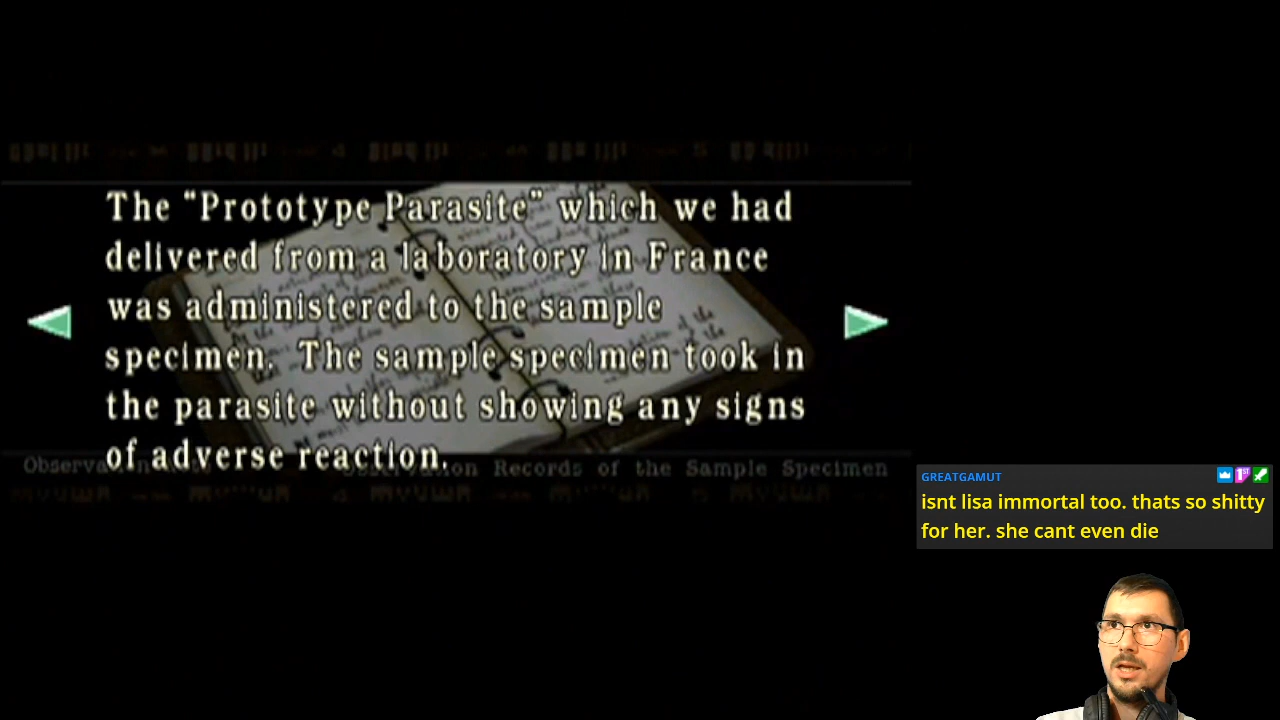 The "Prototype Parasite" which we had
delivered from a laboratory in France
was administered to the sample
specimen. The sample specimen took in
the parasite without showing any signs
of adverse reaction.
Observation Records of the Sample Specimen
GREATGAMUT
isnt lisa immortal too. thats so shitty
for her. she cant even die